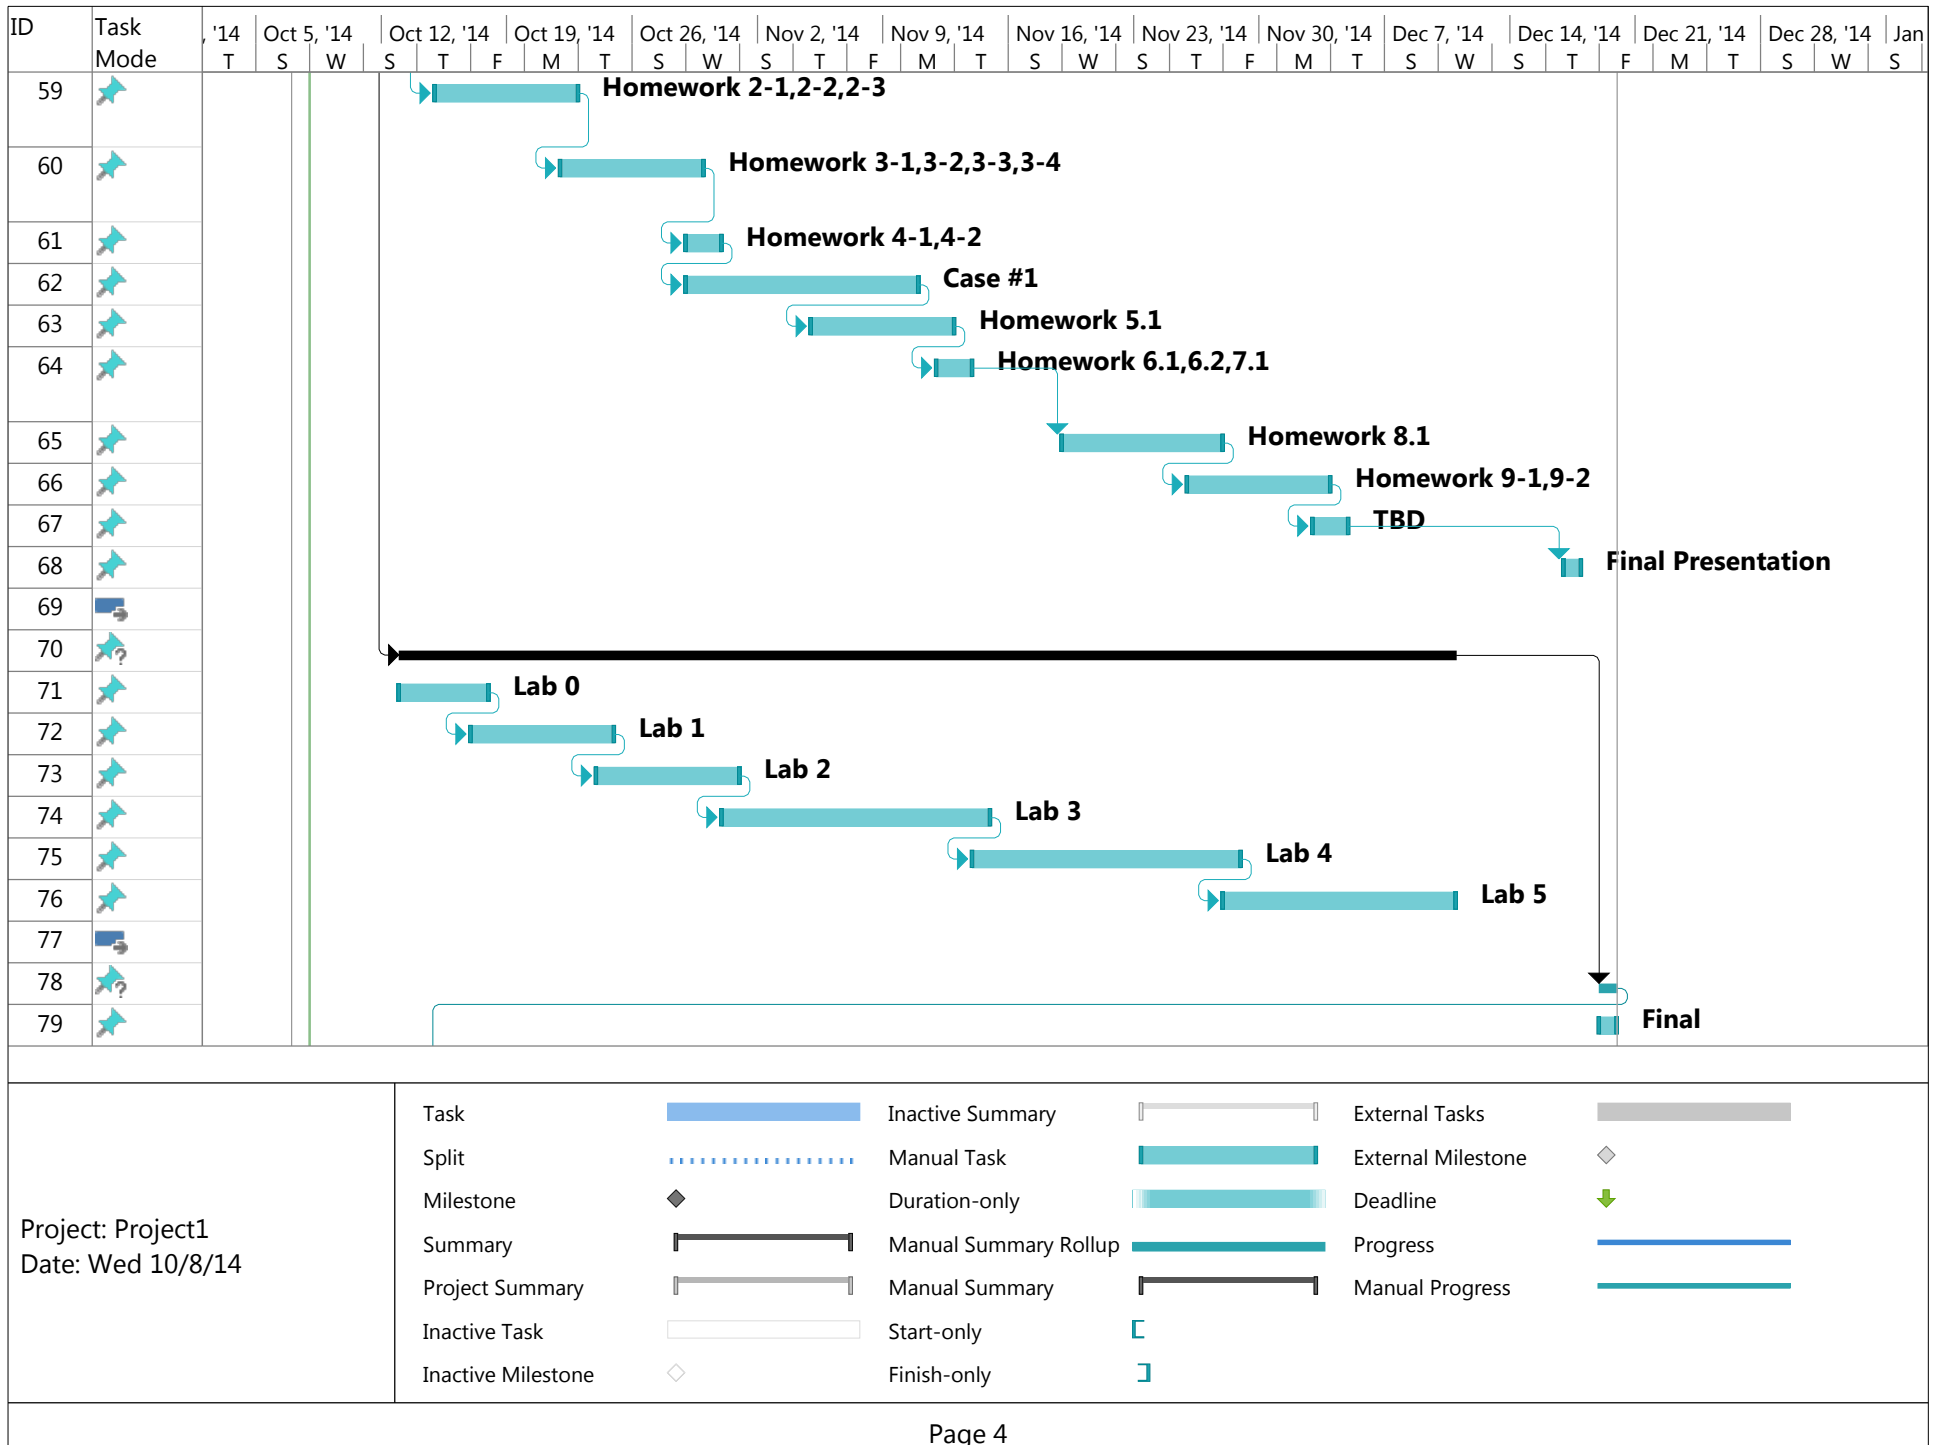 ID Task Mode , '14 Oct 5, '14 Oct 12, '14 Oct 19, '14 Oct 26, '14 Nov 2, '14 Nov 9, '14 Nov 16, '14 Nov 23, '14 Nov 30, '14 Dec 7, '14 Dec 14, '14 Dec 21, '14 Dec 28, '14 Jan
T S W S T F M T S W S F M T S W S T F M T S W S T F M T S W S
59 Homework 2-1,2-2,2-3
60 Homework 3-1,3-2,3-3,3-4
61 Homework 4-1,4-2
62 Case #1
63 Homework 5.1
64 Homework 6.1,6.2,7.1
65 Homework 8.1
66 Homework 9-1,9-2
67 TBD
68 Final Presentation
69
70 ?
71 Lab 0
72 Lab 1
73 Lab 2
74 Lab 3
75 Lab 4
76 Lab 5
77
78 ?
79 Final
Project: Project1
Date: Wed 10/8/14
Task Inactive Summary External Tasks
Split Manual Task External Milestone
Milestone Duration-only Deadline
Summary Manual Summary Rollup Progress
Project Summary Manual Summary Manual Progress
Inactive Task Start-only
Inactive Milestone Finish-only
Page 4